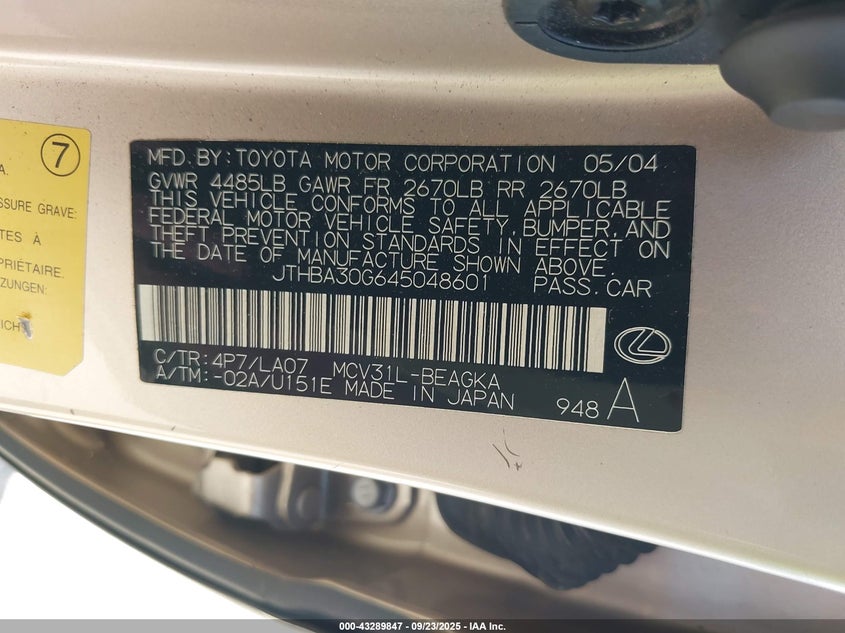 7
A.
SSURE GRAVE:
TES À
PRIÉTAIRE.
ZUNGEN:
ICH
MFD. BY: TOYOTA MOTOR CORPORATION 05/04
GVWR 4485LB GAWR FR 2670LB RR 2670LB
THIS VEHICLE CONFORMS TO ALL APPLICABLE
FEDERAL MOTOR VEHICLE SAFETY, BUMPER, AND
THEFT PREVENTION STANDARDS IN EFFECT ON
THE DATE OF MANUFACTURE SHOWN ABOVE.
JTHBA30G645048601 PASS. CAR
C/TR: 4P7/LA07 MCV31L-BEAGKA
A/TM: -02A/U151E MADE IN JAPAN 948 A
000-43289847 - 09/23/2025 - IAA Inc.